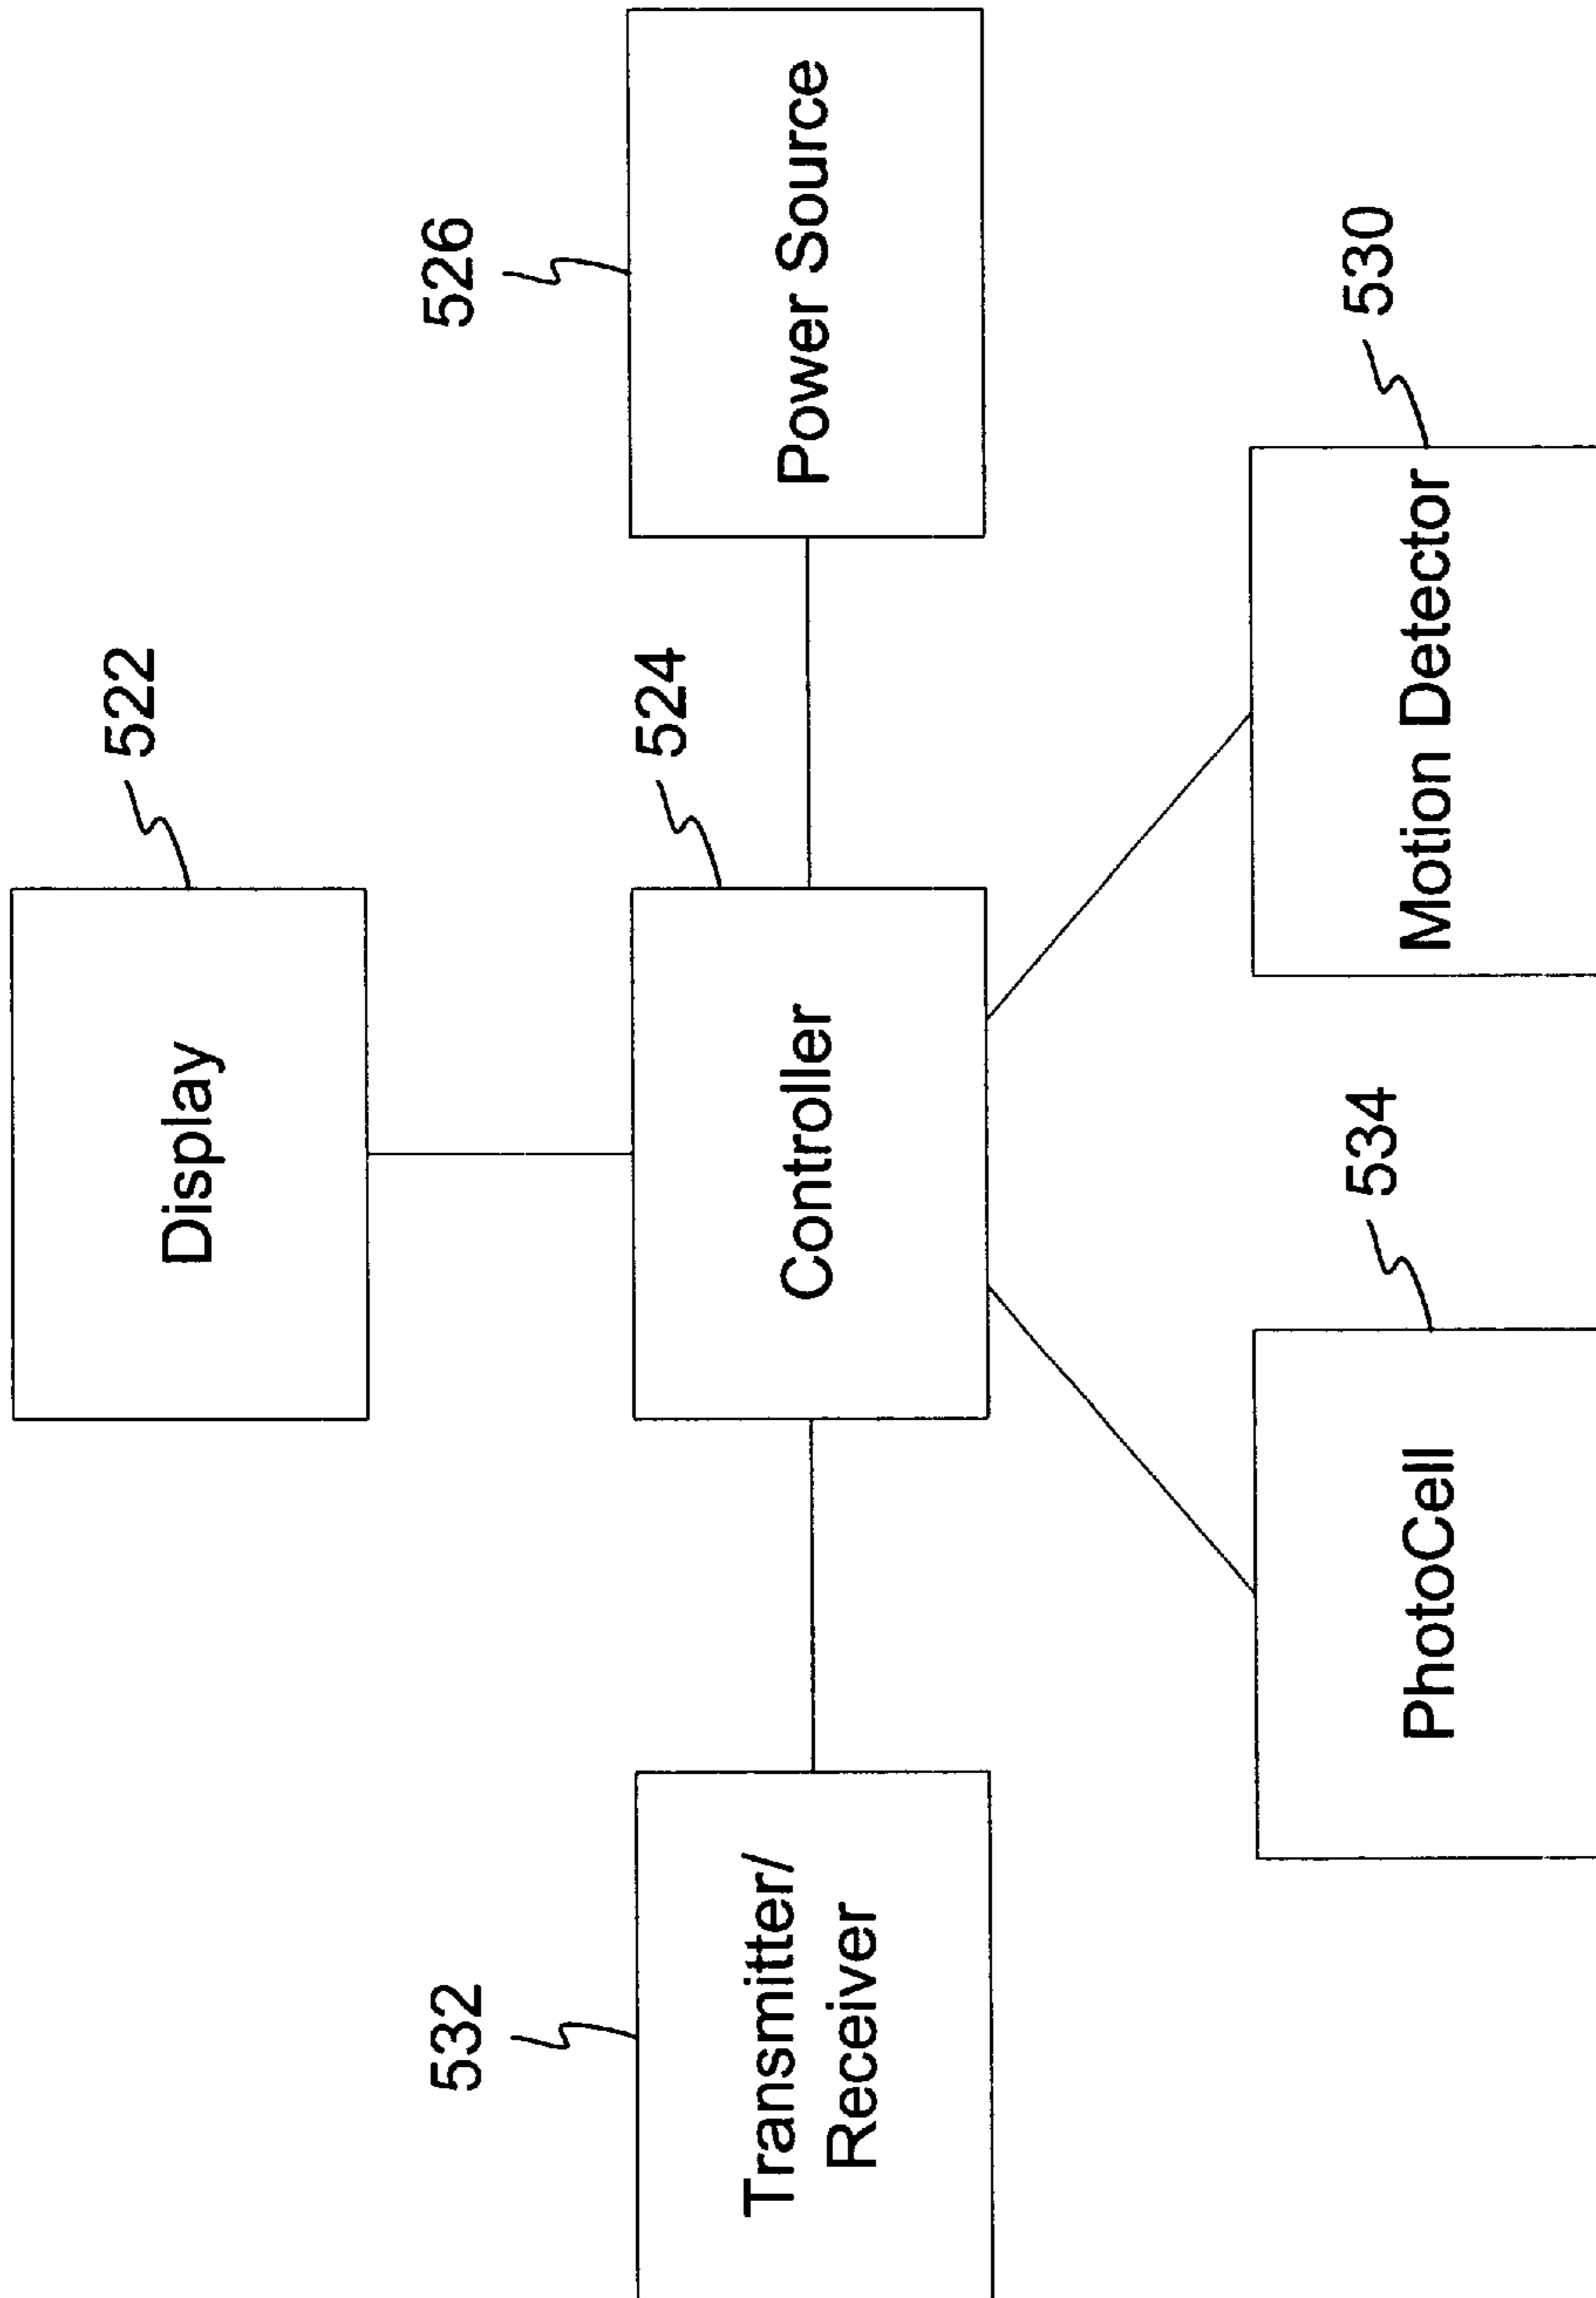 522
Display
532
526
Transmitter/
Receiver
524
Controller
Power Source
534
PhotoCell
530
Motion Detector